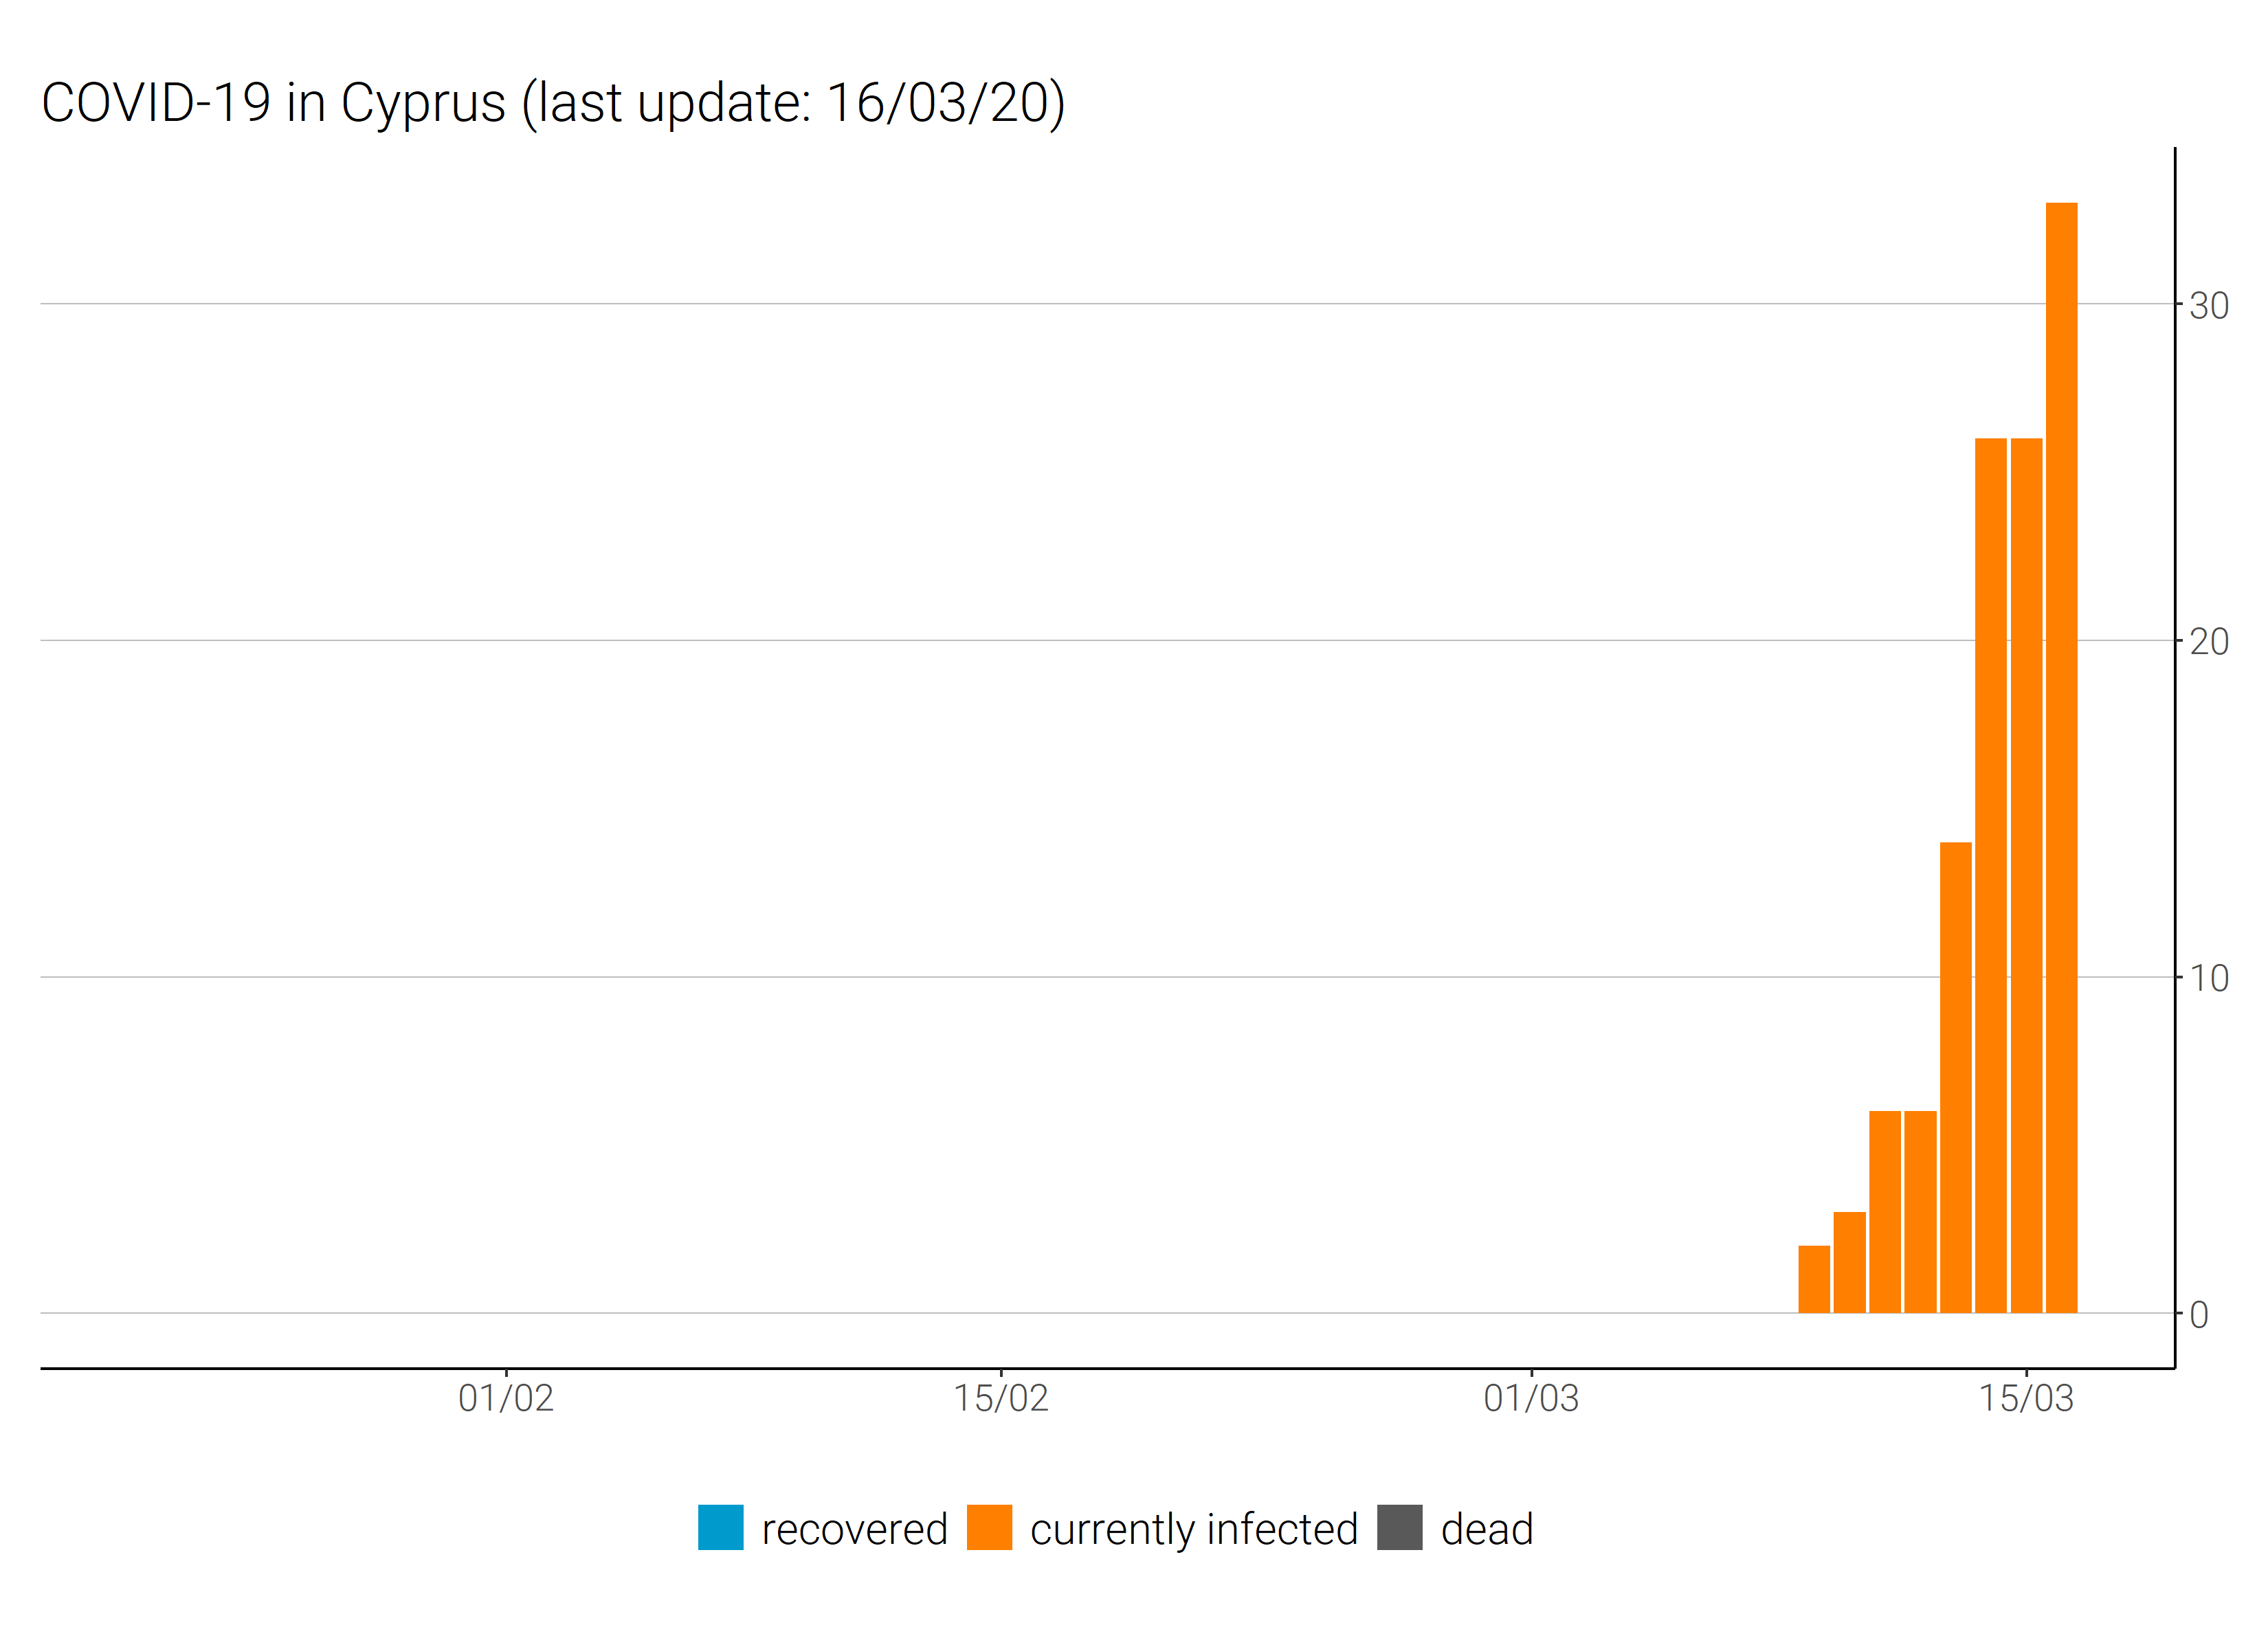 COVID-19 in Cyprus (last update: 16/03/20)
30
20
10
0
01/02 15/02 01/03 15/03
recovered currently infected dead